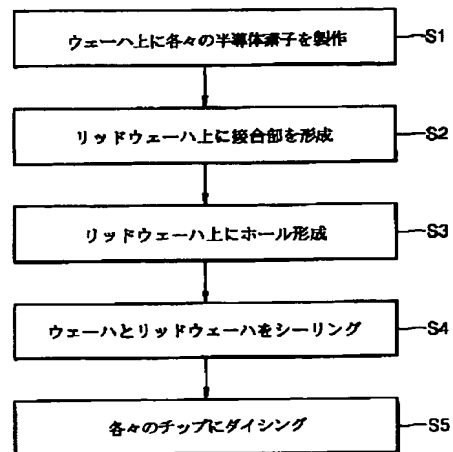 ウェーハ上に各々の半導体素子を製作 S1
リッドウェーハ上に接合部を形成 S2
リッドウェーハ上にホール形成 S3
ウェーハとリッドウェーハをシーリング S4
各々のチップにダイシング S5